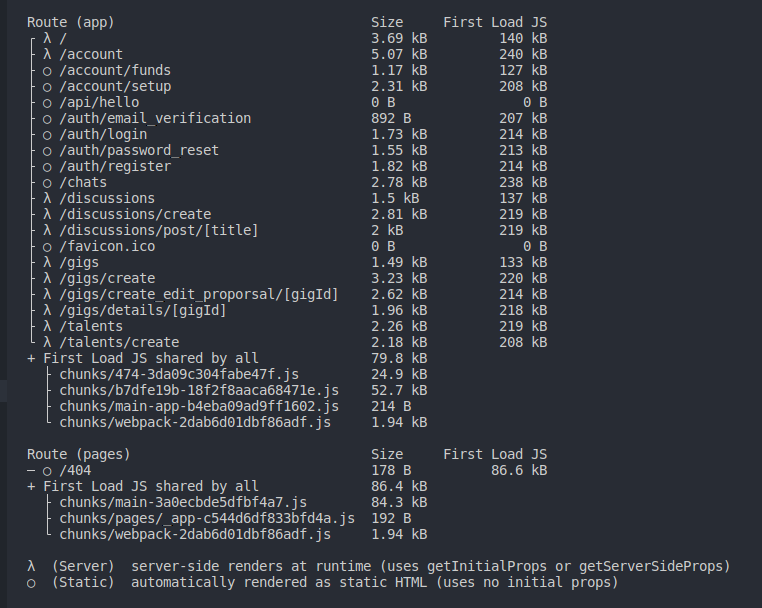 Route (app)                                Size     First Load JS
┌ λ /                                      3.69 kB         140 kB
├ λ /account                               5.07 kB         240 kB
├ ○ /account/funds                         1.17 kB         127 kB
├ ○ /account/setup                         2.31 kB         208 kB
├ ○ /api/hello                             0 B                0 B
├ ○ /auth/email_verification               892 B           207 kB
├ ○ /auth/login                            1.73 kB         214 kB
├ ○ /auth/password_reset                   1.55 kB         213 kB
├ ○ /auth/register                         1.82 kB         214 kB
├ ○ /chats                                 2.78 kB         238 kB
├ λ /discussions                           1.5 kB          137 kB
├ λ /discussions/create                    2.81 kB         219 kB
├ λ /discussions/post/[title]              2 kB            219 kB
├ ○ /favicon.ico                           0 B                0 B
├ λ /gigs                                  1.49 kB         133 kB
├ λ /gigs/create                           3.23 kB         220 kB
├ λ /gigs/create_edit_proporsal/[gigId]    2.62 kB         214 kB
├ λ /gigs/details/[gigId]                  1.96 kB         218 kB
├ λ /talents                               2.26 kB         219 kB
└ λ /talents/create                        2.18 kB         208 kB
+ First Load JS shared by all              79.8 kB
  ├ chunks/474-3da09c304fabe47f.js         24.9 kB
  ├ chunks/b7dfe19b-18f2f8aaca68471e.js    52.7 kB
  ├ chunks/main-app-b4eba09ad9ff1602.js    214 B
  └ chunks/webpack-2dab6d01dbf86adf.js     1.94 kB
Route (pages)                              Size     First Load JS
─ ○ /404                                   178 B          86.6 kB
+ First Load JS shared by all              86.4 kB
  ├ chunks/main-3a0ecbde5dfbf4a7.js        84.3 kB
  ├ chunks/pages/_app-c544d6df833bfd4a.js  192 B
  └ chunks/webpack-2dab6d01dbf86adf.js     1.94 kB
λ  (Server)  server-side renders at runtime (uses getInitialProps or getServerSideProps)
○  (Static)  automatically rendered as static HTML (uses no initial props)